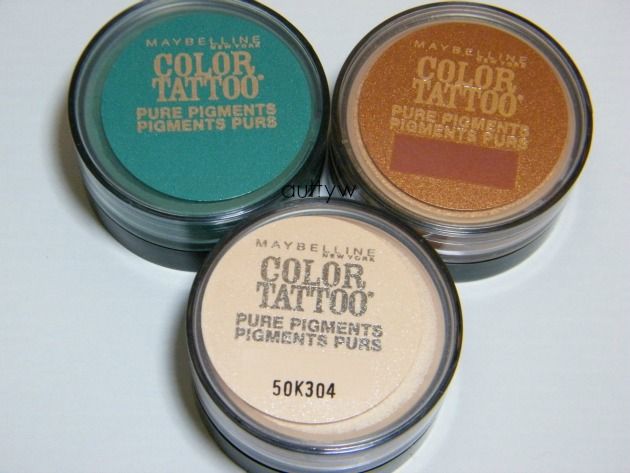 MAYBELLINE
NEW YORK
COLOR
TATTOO®
PURE PIGMENTS
PIGMENTS PURS
MAYBELLINE
NEW YORK
COLOR
TATTOO®
PURE PIGMENTS
PIGMENTS PURS
auttyw
MAYBELLINE
NEW YORK
COLOR
TATTOO®
PURE PIGMENTS
PIGMENTS PURS
50K304